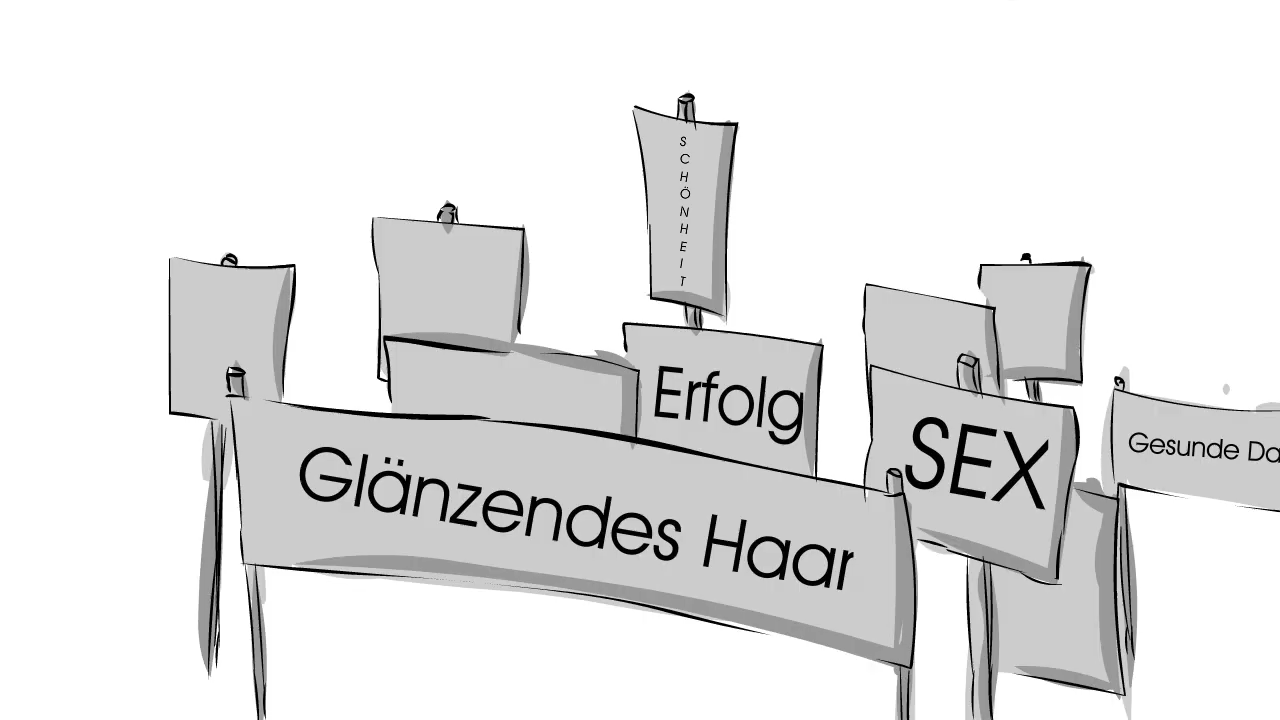 SCHÖNHEIT
Erfolg
SEX
Gesunde Da
Glänzendes Haar